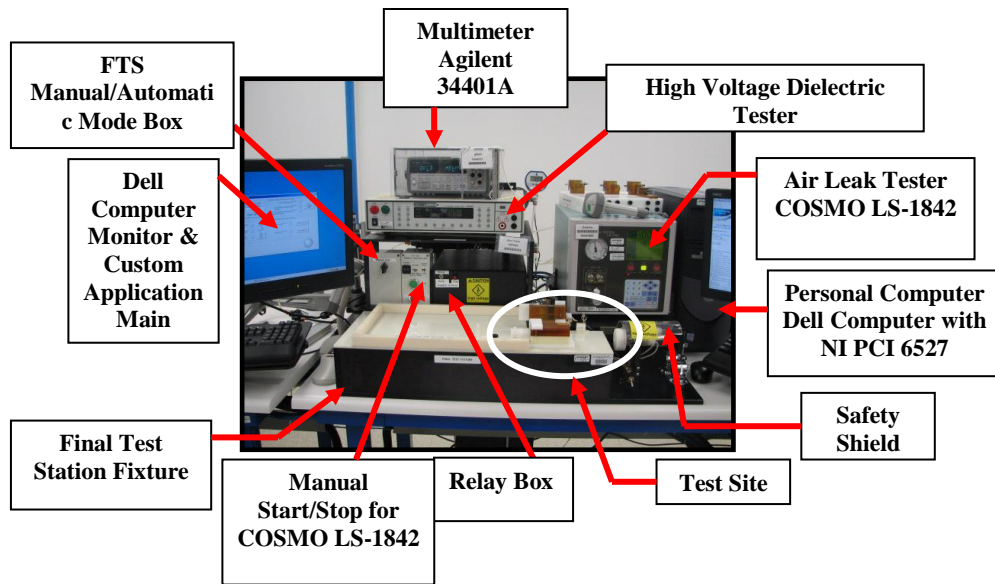 Multimeter
Agilent
34401A
FTS
Manual/Automati
c Mode Box
High Voltage Dielectric
Tester
Dell
Computer
Monitor &
Custom
Application
Main
Air Leak Tester
COSMO LS-1842
Personal Computer
Dell Computer with
NI PCI 6527
Safety
Shield
Final Test
Station Fixture
Manual
Start/Stop for
COSMO LS-1842
Relay Box
Test Site